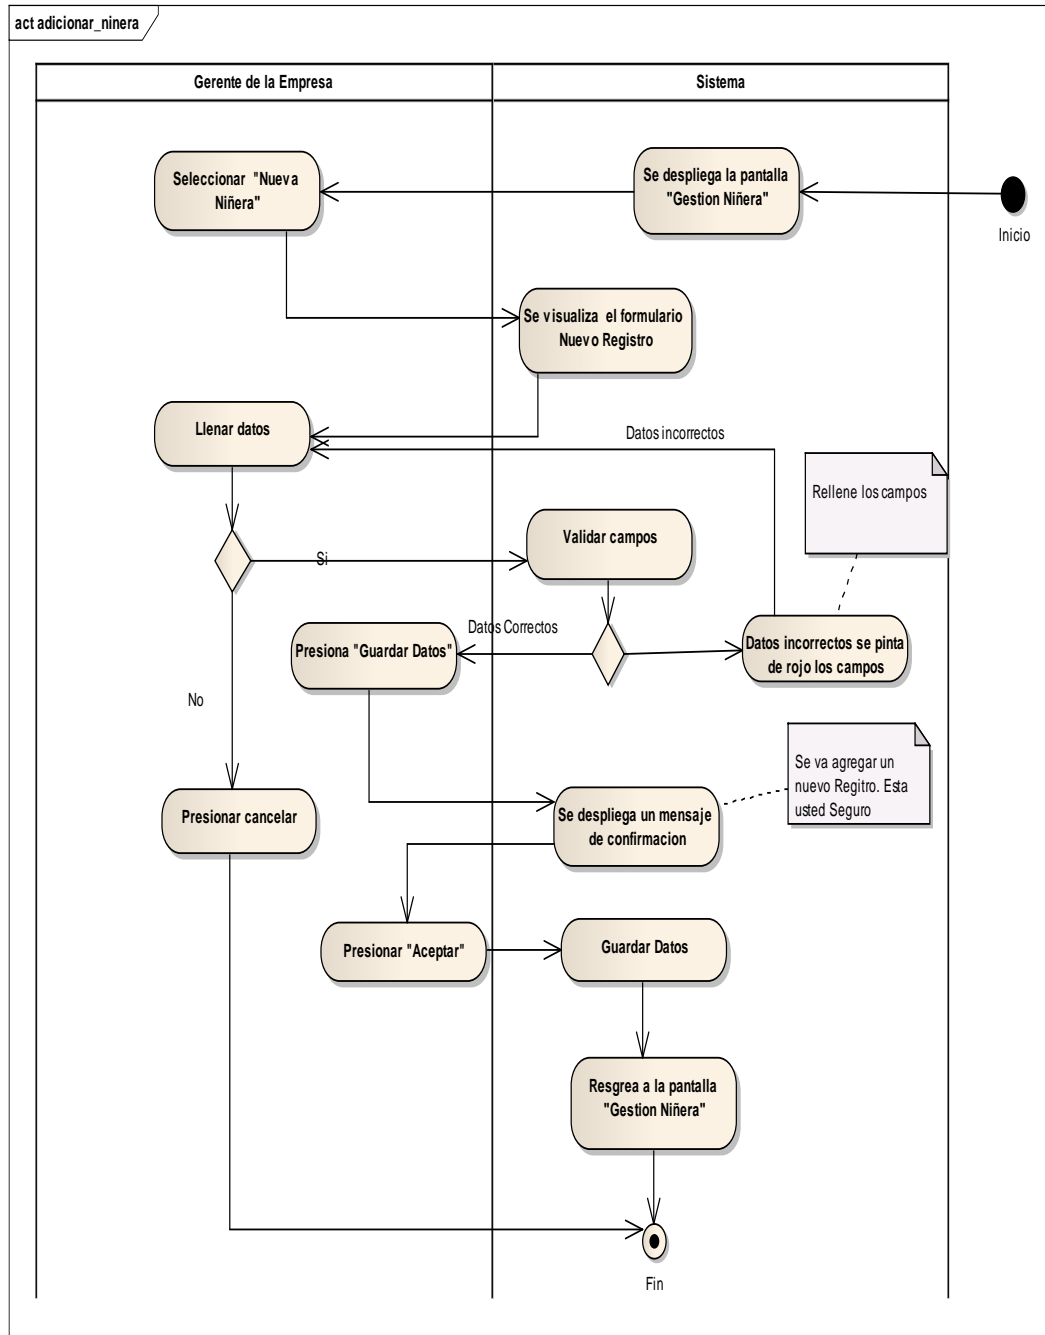 act adicionar_ninera
Gerente de la Empresa
Sistema
Seleccionar "Nueva
Niñera"
Se despliega la pantalla
"Gestion Niñera"
Inicio
Se visualiza el formulario
Nuevo Registro
Llenar datos
Datos incorrectos
Rellene los campos
Validar campos
Si
Datos Correctos
Presiona "Guardar Datos"
Datos incorrectos se pinta
de rojo los campos
No
Se va agregar un
nuevo Regitro. Esta
usted Seguro
Presionar cancelar
Se despliega un mensaje
de confirmacion
Presionar "Aceptar"
Guardar Datos
Resgrea a la pantalla
"Gestion Niñera"
Fin